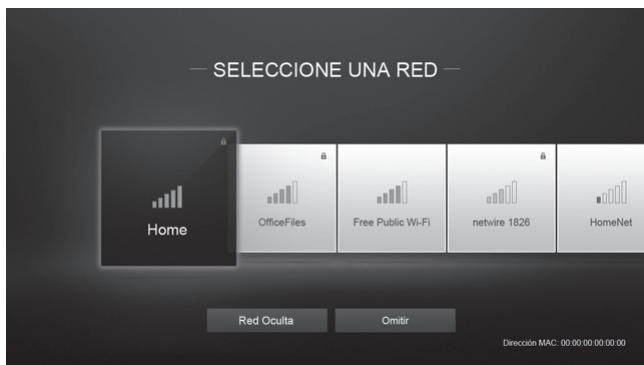 SELECCIONE UNA RED
Home
OfficeFiles
Free Public Wi-Fi
netwire 1826
HomeNet
Red Oculta
Omitir
Dirección MAC: 00:00:00:00:00:00